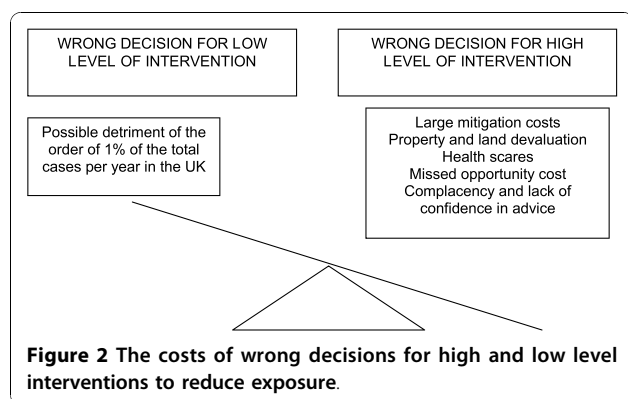 WRONG DECISION FOR LOW
LEVEL OF INTERVENTION
WRONG DECISION FOR HIGH
LEVEL OF INTERVENTION
Possible detriment of the
order of 1% of the total
cases per year in the UK
Large mitigation costs
Property and land devaluation
Health scares
Missed opportunity cost
Complacency and lack of
confidence in advice
Figure 2 The costs of wrong decisions for high and low level
interventions to reduce exposure.